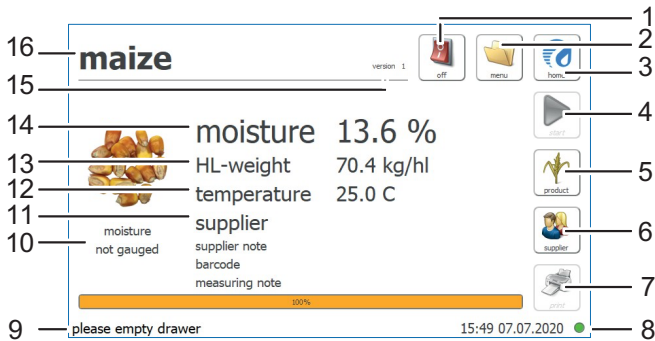 1
2
3
4
5
6
7
8
9
10
11
12
13
14
15
16
maize
version 1
off
menu
home
start
product
supplier
print
moisture 13.6 %
HL-weight 70.4 kg/hl
temperature 25.0 C
supplier
supplier note
barcode
measuring note
moisture
not gauged
100%
please empty drawer
15:49 07.07.2020